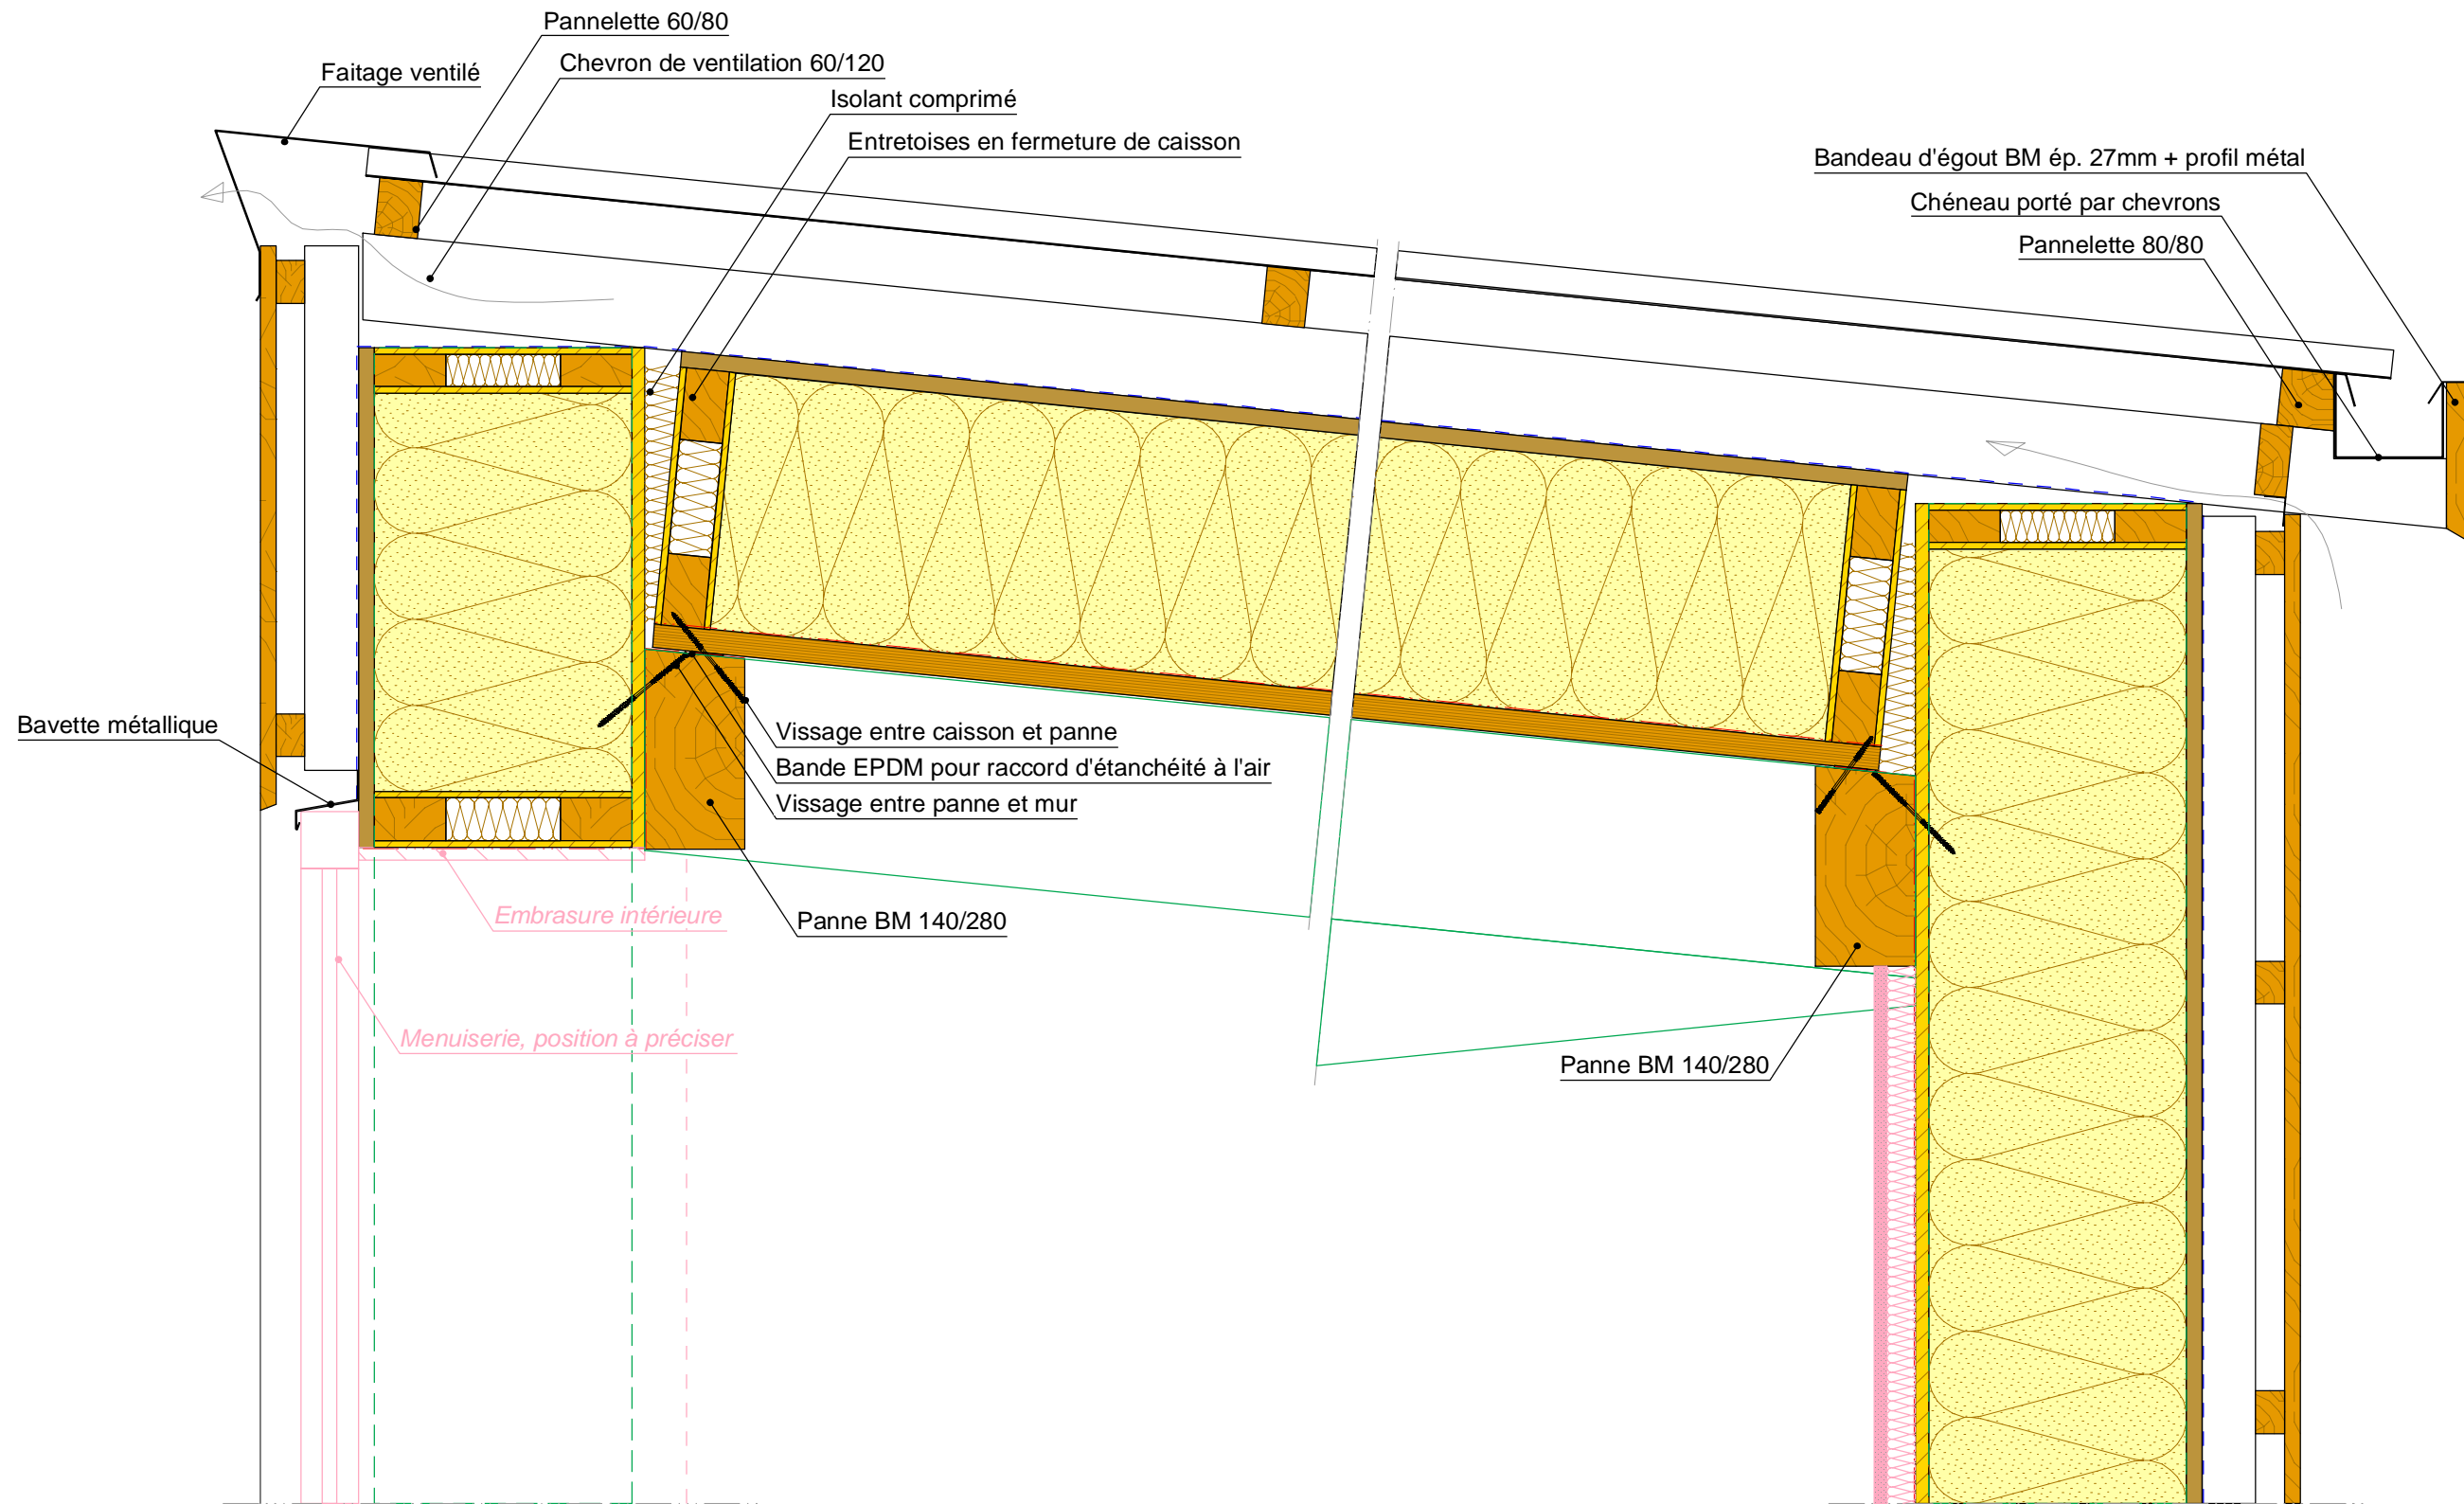 Pannelette 60/80
Chevron de ventilation 60/120
Faitage ventilé
Isolant comprimé
Entretoises en fermeture de caisson
Bandeau d'égout BM ép. 27mm + profil métal
Chéneau porté par chevrons
Pannelette 80/80
Bavette métallique
Vissage entre caisson et panne
Bande EPDM pour raccord d'étanchéité à l'air
Vissage entre panne et mur
Embrasure intérieure
Panne BM 140/280
Menuiserie, position à préciser
Panne BM 140/280